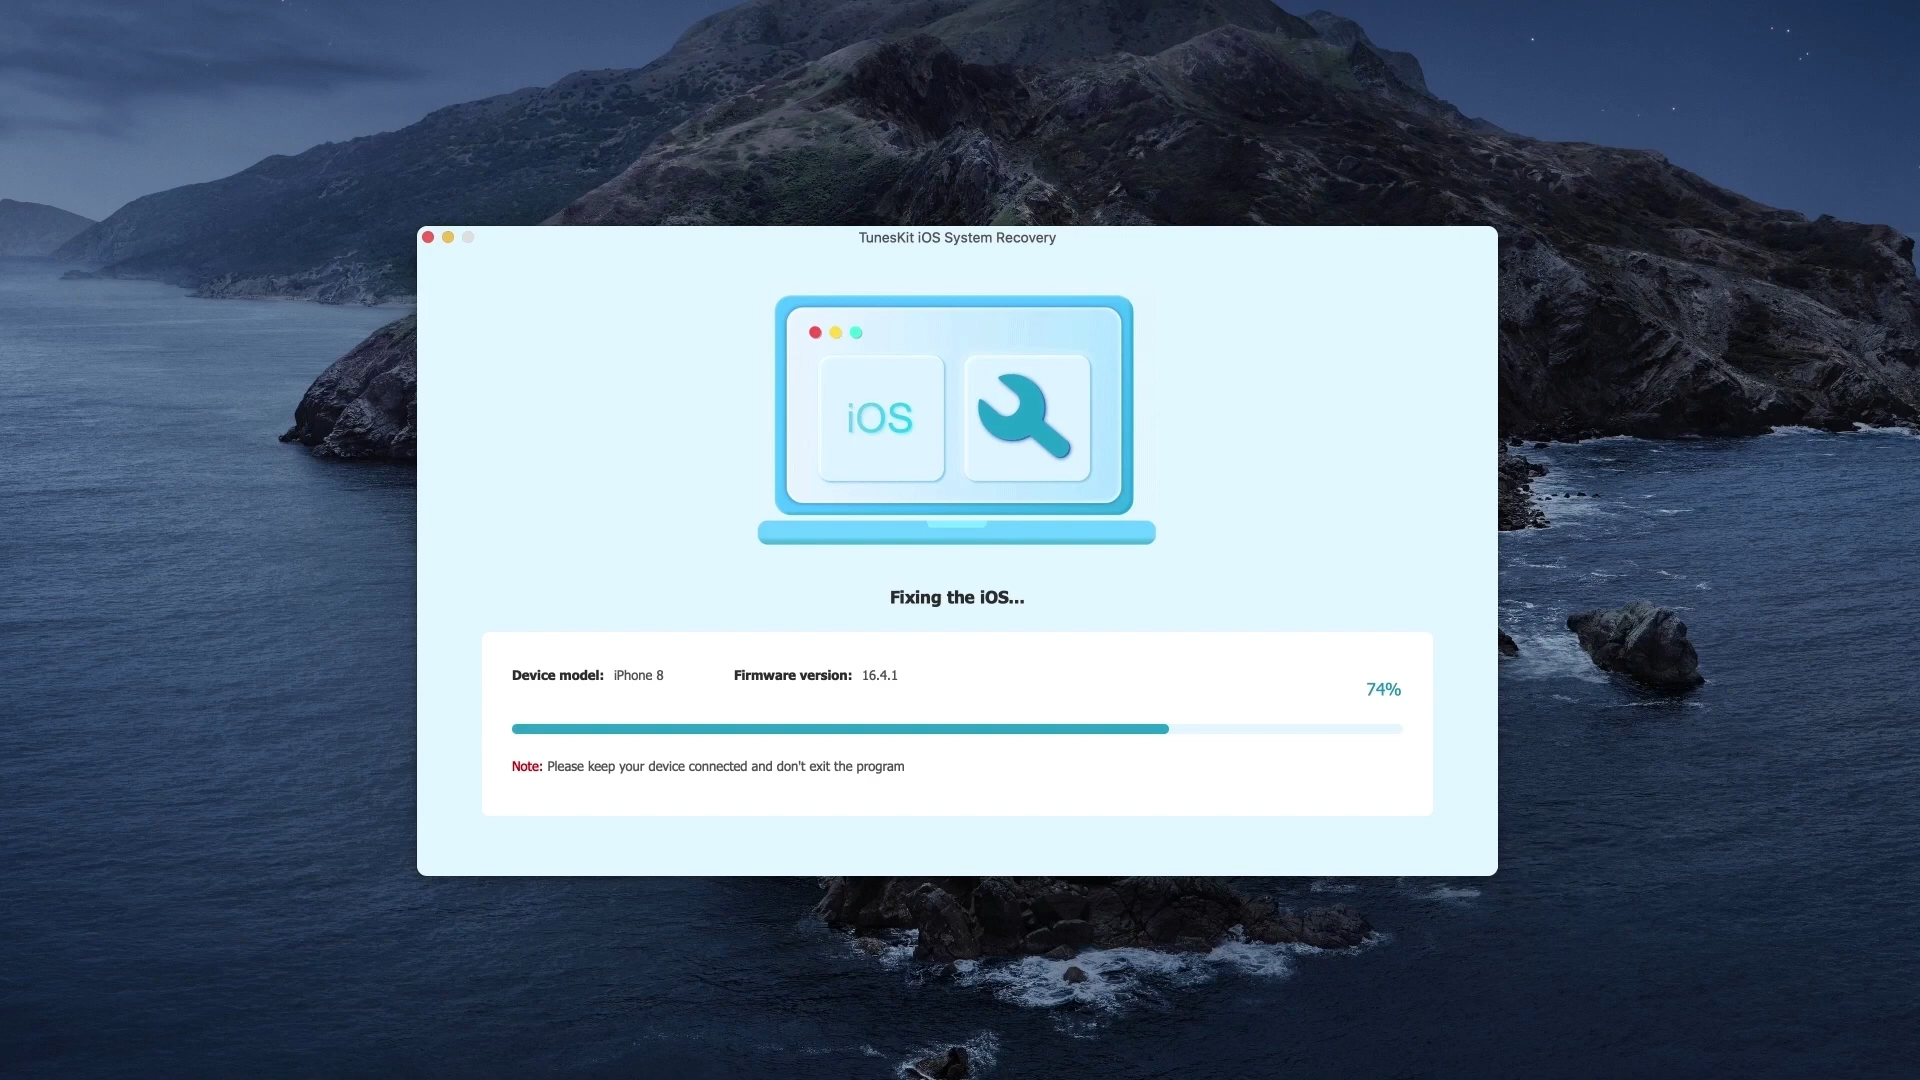 TunesKit iOS System Recovery
iOS
Fixing the iOS...
Device model: iPhone 8 Firmware version: 16.4.1
74%
Note: Please keep your device connected and don't exit the program